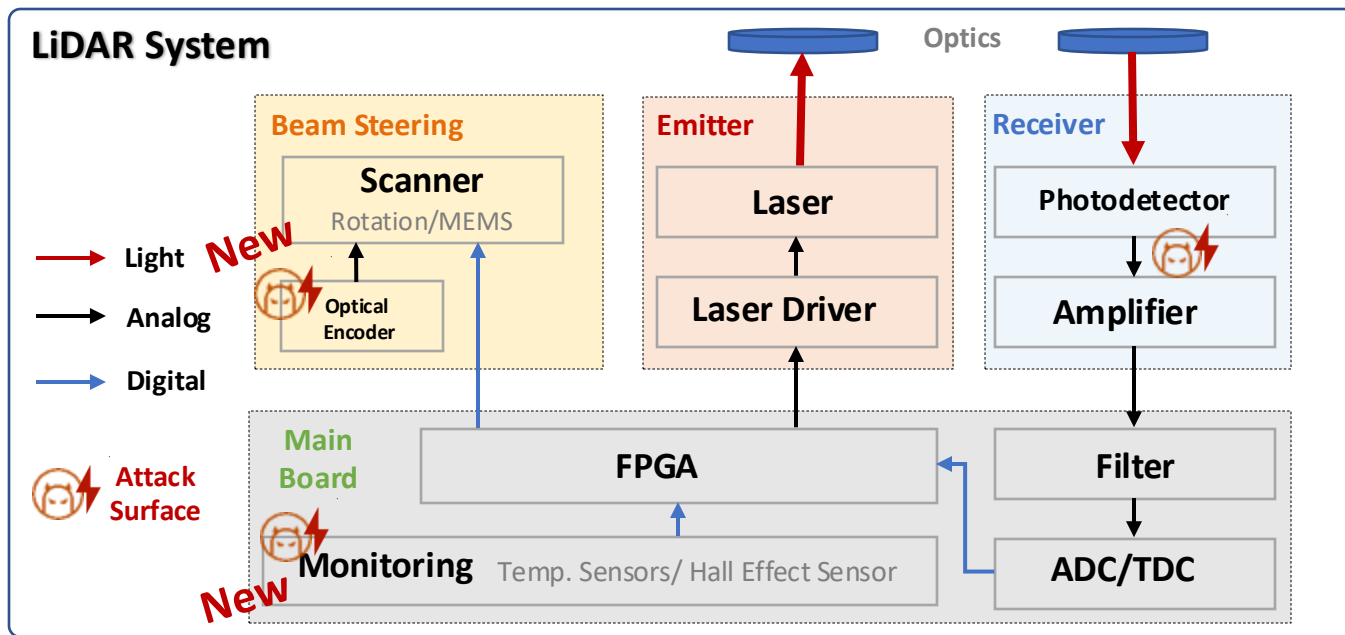 LiDAR System
Optics
Beam Steering
Scanner
Rotation/MEMS
New
Optical
Encoder
Emitter
Laser
Laser Driver
Receiver
Photodetector
Amplifier
Light
Analog
Digital
Attack
Surface
Main
Board
FPGA
Filter
Monitoring Temp. Sensors/ Hall Effect Sensor
New
ADC/TDC